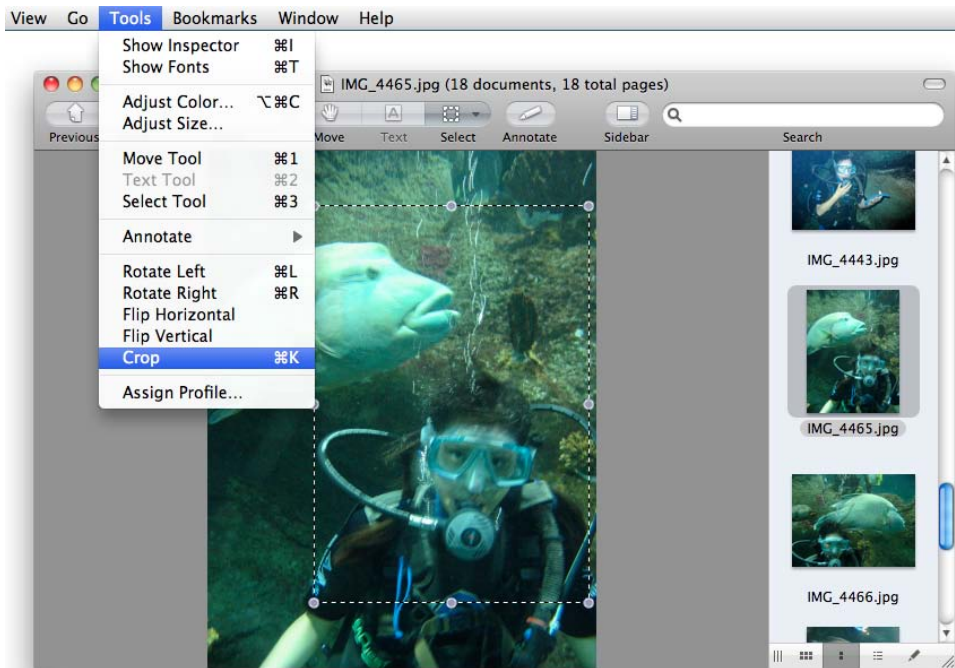 View Go Tools Bookmarks Window Help
Show Inspector ⌘I
Show Fonts ⌘T
Adjust Color... ⌥⌘C
Adjust Size...
Move Tool ⌘1
Text Tool ⌘2
Select Tool ⌘3
Annotate
Rotate Left ⌘L
Rotate Right ⌘R
Flip Horizontal
Flip Vertical
Crop ⌘K
Assign Profile...
IMG_4465.jpg (18 documents, 18 total pages)
Previous Move Text Select Annotate Sidebar Search
IMG_4443.jpg
IMG_4465.jpg
IMG_4466.jpg